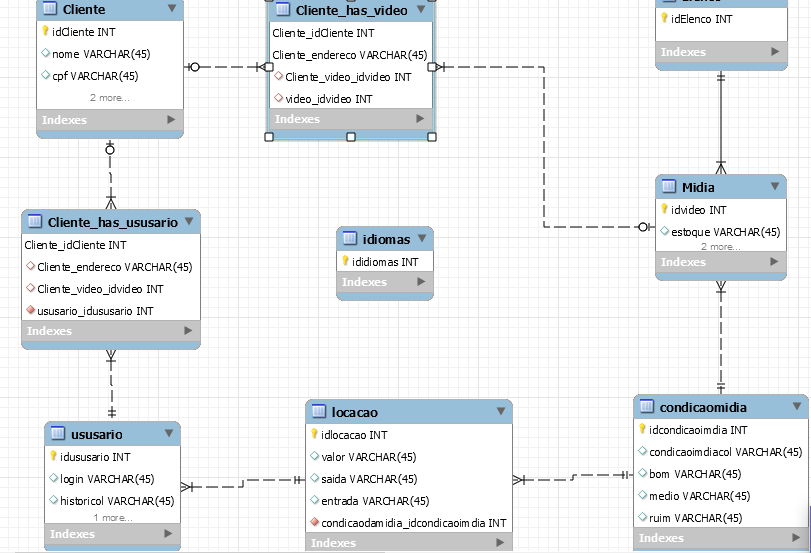 Cliente
idCliente INT
nome VARCHAR(45)
cpf VARCHAR(45)
2 more...
Indexes
Cliente_has_video
Cliente_idCliente INT
Cliente_endereco VARCHAR(45)
Cliente_video_idvideo INT
video_idvideo INT
Indexes
idElenco INT
Indexes
Cliente_has_ususario
Cliente_idCliente INT
Cliente_endereco VARCHAR(45)
Cliente_video_idvideo INT
ususario_idususario INT
Indexes
idiomas
ididiomas INT
Indexes
Midia
idvideo INT
estoque VARCHAR(45)
2 more...
Indexes
ususario
idususario INT
login VARCHAR(45)
historicol VARCHAR(45)
1 more...
Indexes
locacao
idlocacao INT
valor VARCHAR(45)
saida VARCHAR(45)
entrada VARCHAR(45)
condicaodamidia_idcondicaoimdia INT
Indexes
condicaomidia
idcondicaoimdia INT
condicaoimdiacol VARCHAR(45)
bom VARCHAR(45)
medio VARCHAR(45)
ruim VARCHAR(45)
Indexes